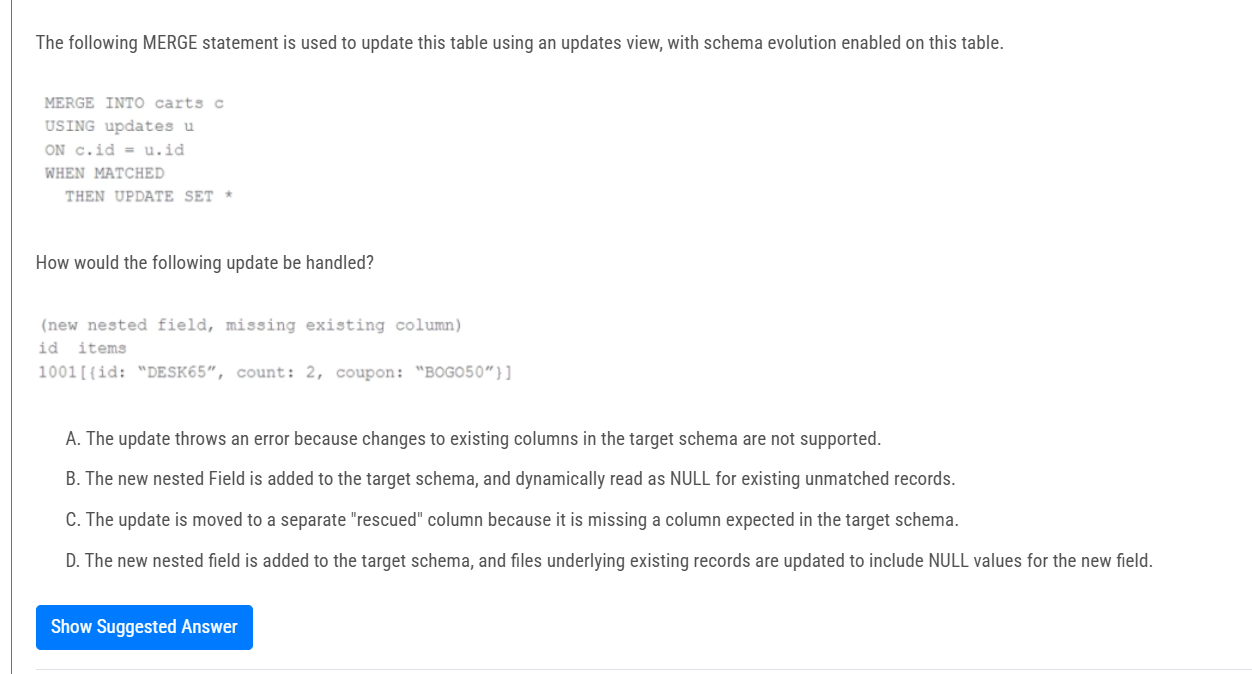 The following MERGE statement is used to update this table using an updates view, with schema evolution enabled on this table.
MERGE INTO carts c
USING updates u
ON c.id = u.id
WHEN MATCHED
THEN UPDATE SET *
How would the following update be handled?
(new nested field, missing existing column)
id items
1001[{id: “DESK65”, count: 2, coupon: “BOGO50”}]
A. The update throws an error because changes to existing columns in the target schema are not supported.
B. The new nested Field is added to the target schema, and dynamically read as NULL for existing unmatched records.
C. The update is moved to a separate "rescued" column because it is missing a column expected in the target schema.
D. The new nested field is added to the target schema, and files underlying existing records are updated to include NULL values for the new field.
Show Suggested Answer